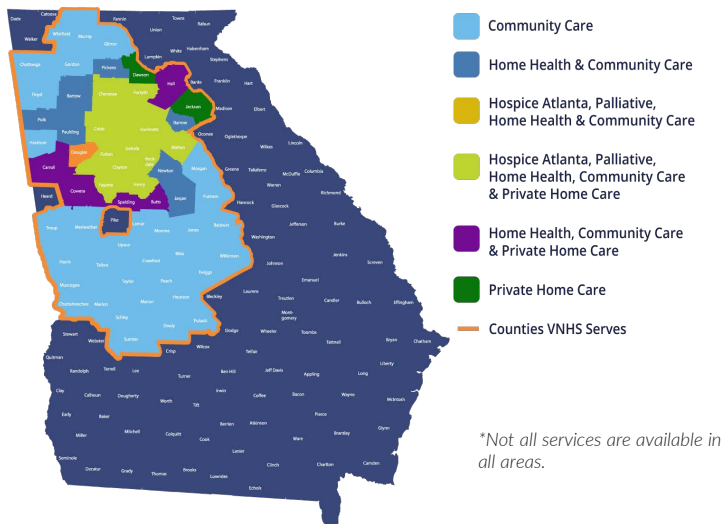 Community Care
Home Health & Community Care
Hospice Atlanta, Palliative,
Home Health & Community Care
Hospice Atlanta, Palliative,
Home Health, Community Care
& Private Home Care
Home Health, Community Care
& Private Home Care
Private Home Care
Counties VNHS Serves
*Not all services are available in
all areas.
Dade
Catoosa
Fannin
Towns
Rabun
Walker
Whitfield
Murray
Gilmer
Union
White
Habersham
Lumpkin
Stephens
Chattooga
Gordon
Pickens
Dawson
Hall
Banks
Franklin
Hart
Floyd
Bartow
Cherokee
Forsyth
Jackson
Madison
Elbert
Polk
Paulding
Cobb
Gwinnett
Barrow
Oconee
Oglethorpe
Wilkes
Lincoln
Haralson
Douglas
Fulton
DeKalb
Walton
Carroll
Clayton
Rock-
dale
Newton
Morgan
Greene
Taliaferro
McDuffie
Columbia
Warren
Richmond
Heard
Coweta
Fayette
Henry
Spalding
Butts
Jasper
Putnam
Hancock
Glascock
Jefferson
Burke
Troup
Meriwether
Pike
Lamar
Monroe
Jones
Baldwin
Washington
Upson
Wilkinson
Jenkins
Screven
Harris
Talbot
Crawford
Bibb
Twiggs
Johnson
Emanuel
Muscogee
Taylor
Peach
Houston
Bleckley
Laurens
Treutlen
Candler
Bulloch
Effingham
Chattahoochee
Marion
Macon
Schley
Pulaski
Dooly
Mont-
gomery
Stewart
Webster
Sumter
Crisp
Wilcox
Dodge
Wheeler
Toombs
Tattnall
Bryan
Chatham
Telfair
Quitman
Randolph
Terrell
Lee
Turner
Ben Hill
Jeff Davis
Appling
Long
Liberty
Clay
Calhoun
Dougherty
Worth
Tift
Irwin
Coffee
Bacon
Wayne
McIntosh
Early
Baker
Pierce
Miller
Mitchell
Colquitt
Cook
Berrien
Atkinson
Ware
Brantley
Glynn
Lanier
Seminole
Decatur
Grady
Thomas
Brooks
Lowndes
Clinch
Charlton
Camden
Echols